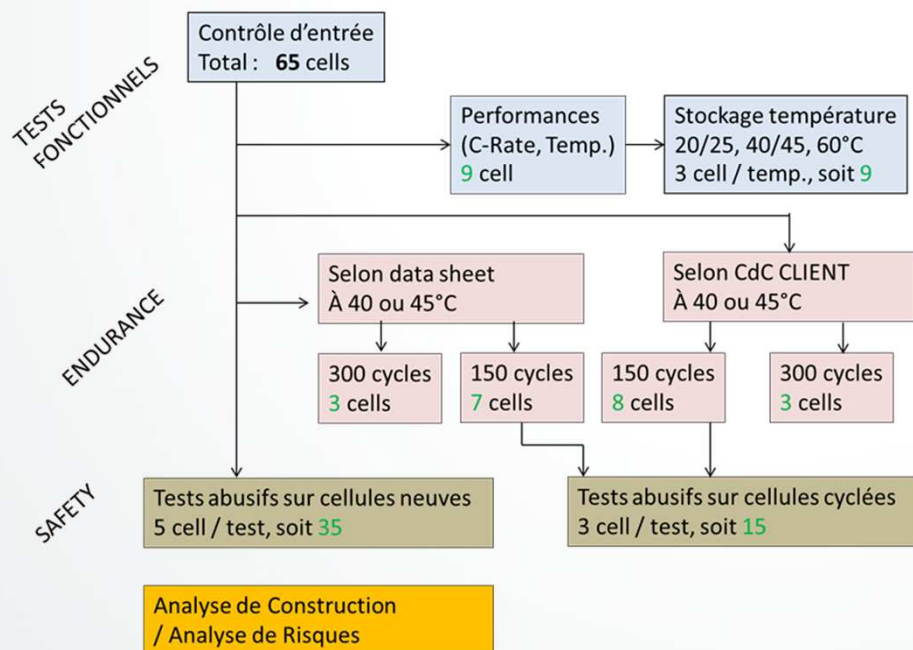 Contrôle d'entrée
Total : 65 cells
TESTS
FONCTIONNELS
Performances
(C-Rate, Temp.)
9 cell
Stockage température
20/25, 40/45, 60°C
3 cell / temp., soit 9
ENDURANCE
Selon data sheet
À 40 ou 45°C
Selon CdC CLIENT
À 40 ou 45°C
300 cycles
3 cells
150 cycles
7 cells
150 cycles
8 cells
300 cycles
3 cells
SAFETY
Tests abusifs sur cellules neuves
5 cell / test, soit 35
Tests abusifs sur cellules cyclées
3 cell / test, soit 15
Analyse de Construction
/ Analyse de Risques